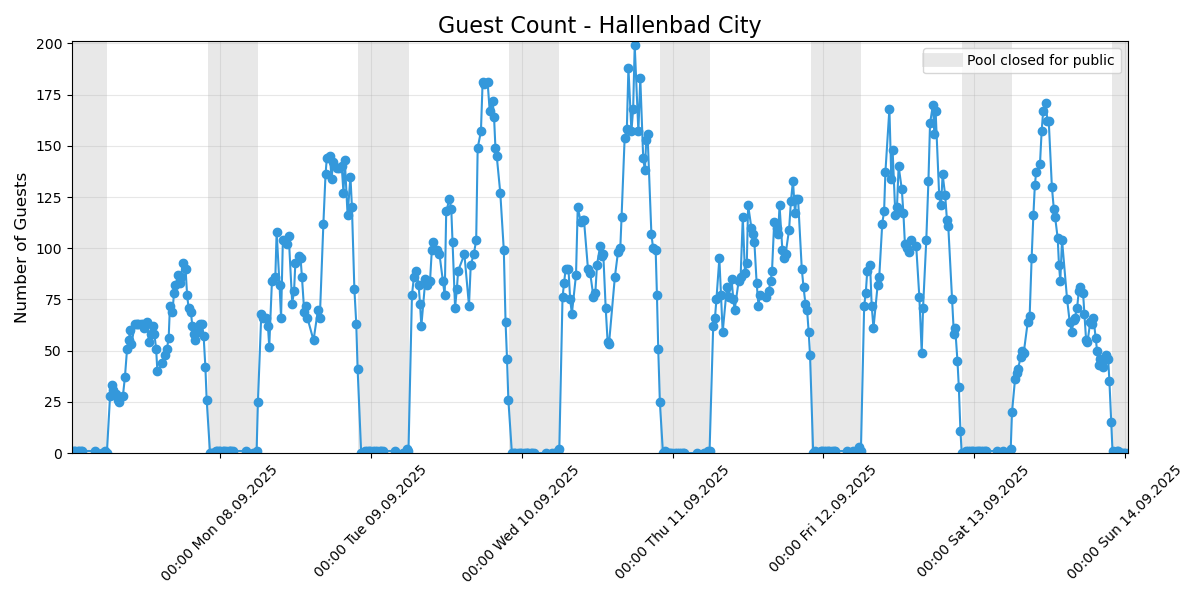 Guest Count - Hallenbad City
Pool closed for public
Number of Guests
200
175
150
125
100
75
50
25
0
00:00 Mon 08.09.2025
00:00 Tue 09.09.2025
00:00 Wed 10.09.2025
00:00 Thu 11.09.2025
00:00 Fri 12.09.2025
00:00 Sat 13.09.2025
00:00 Sun 14.09.2025